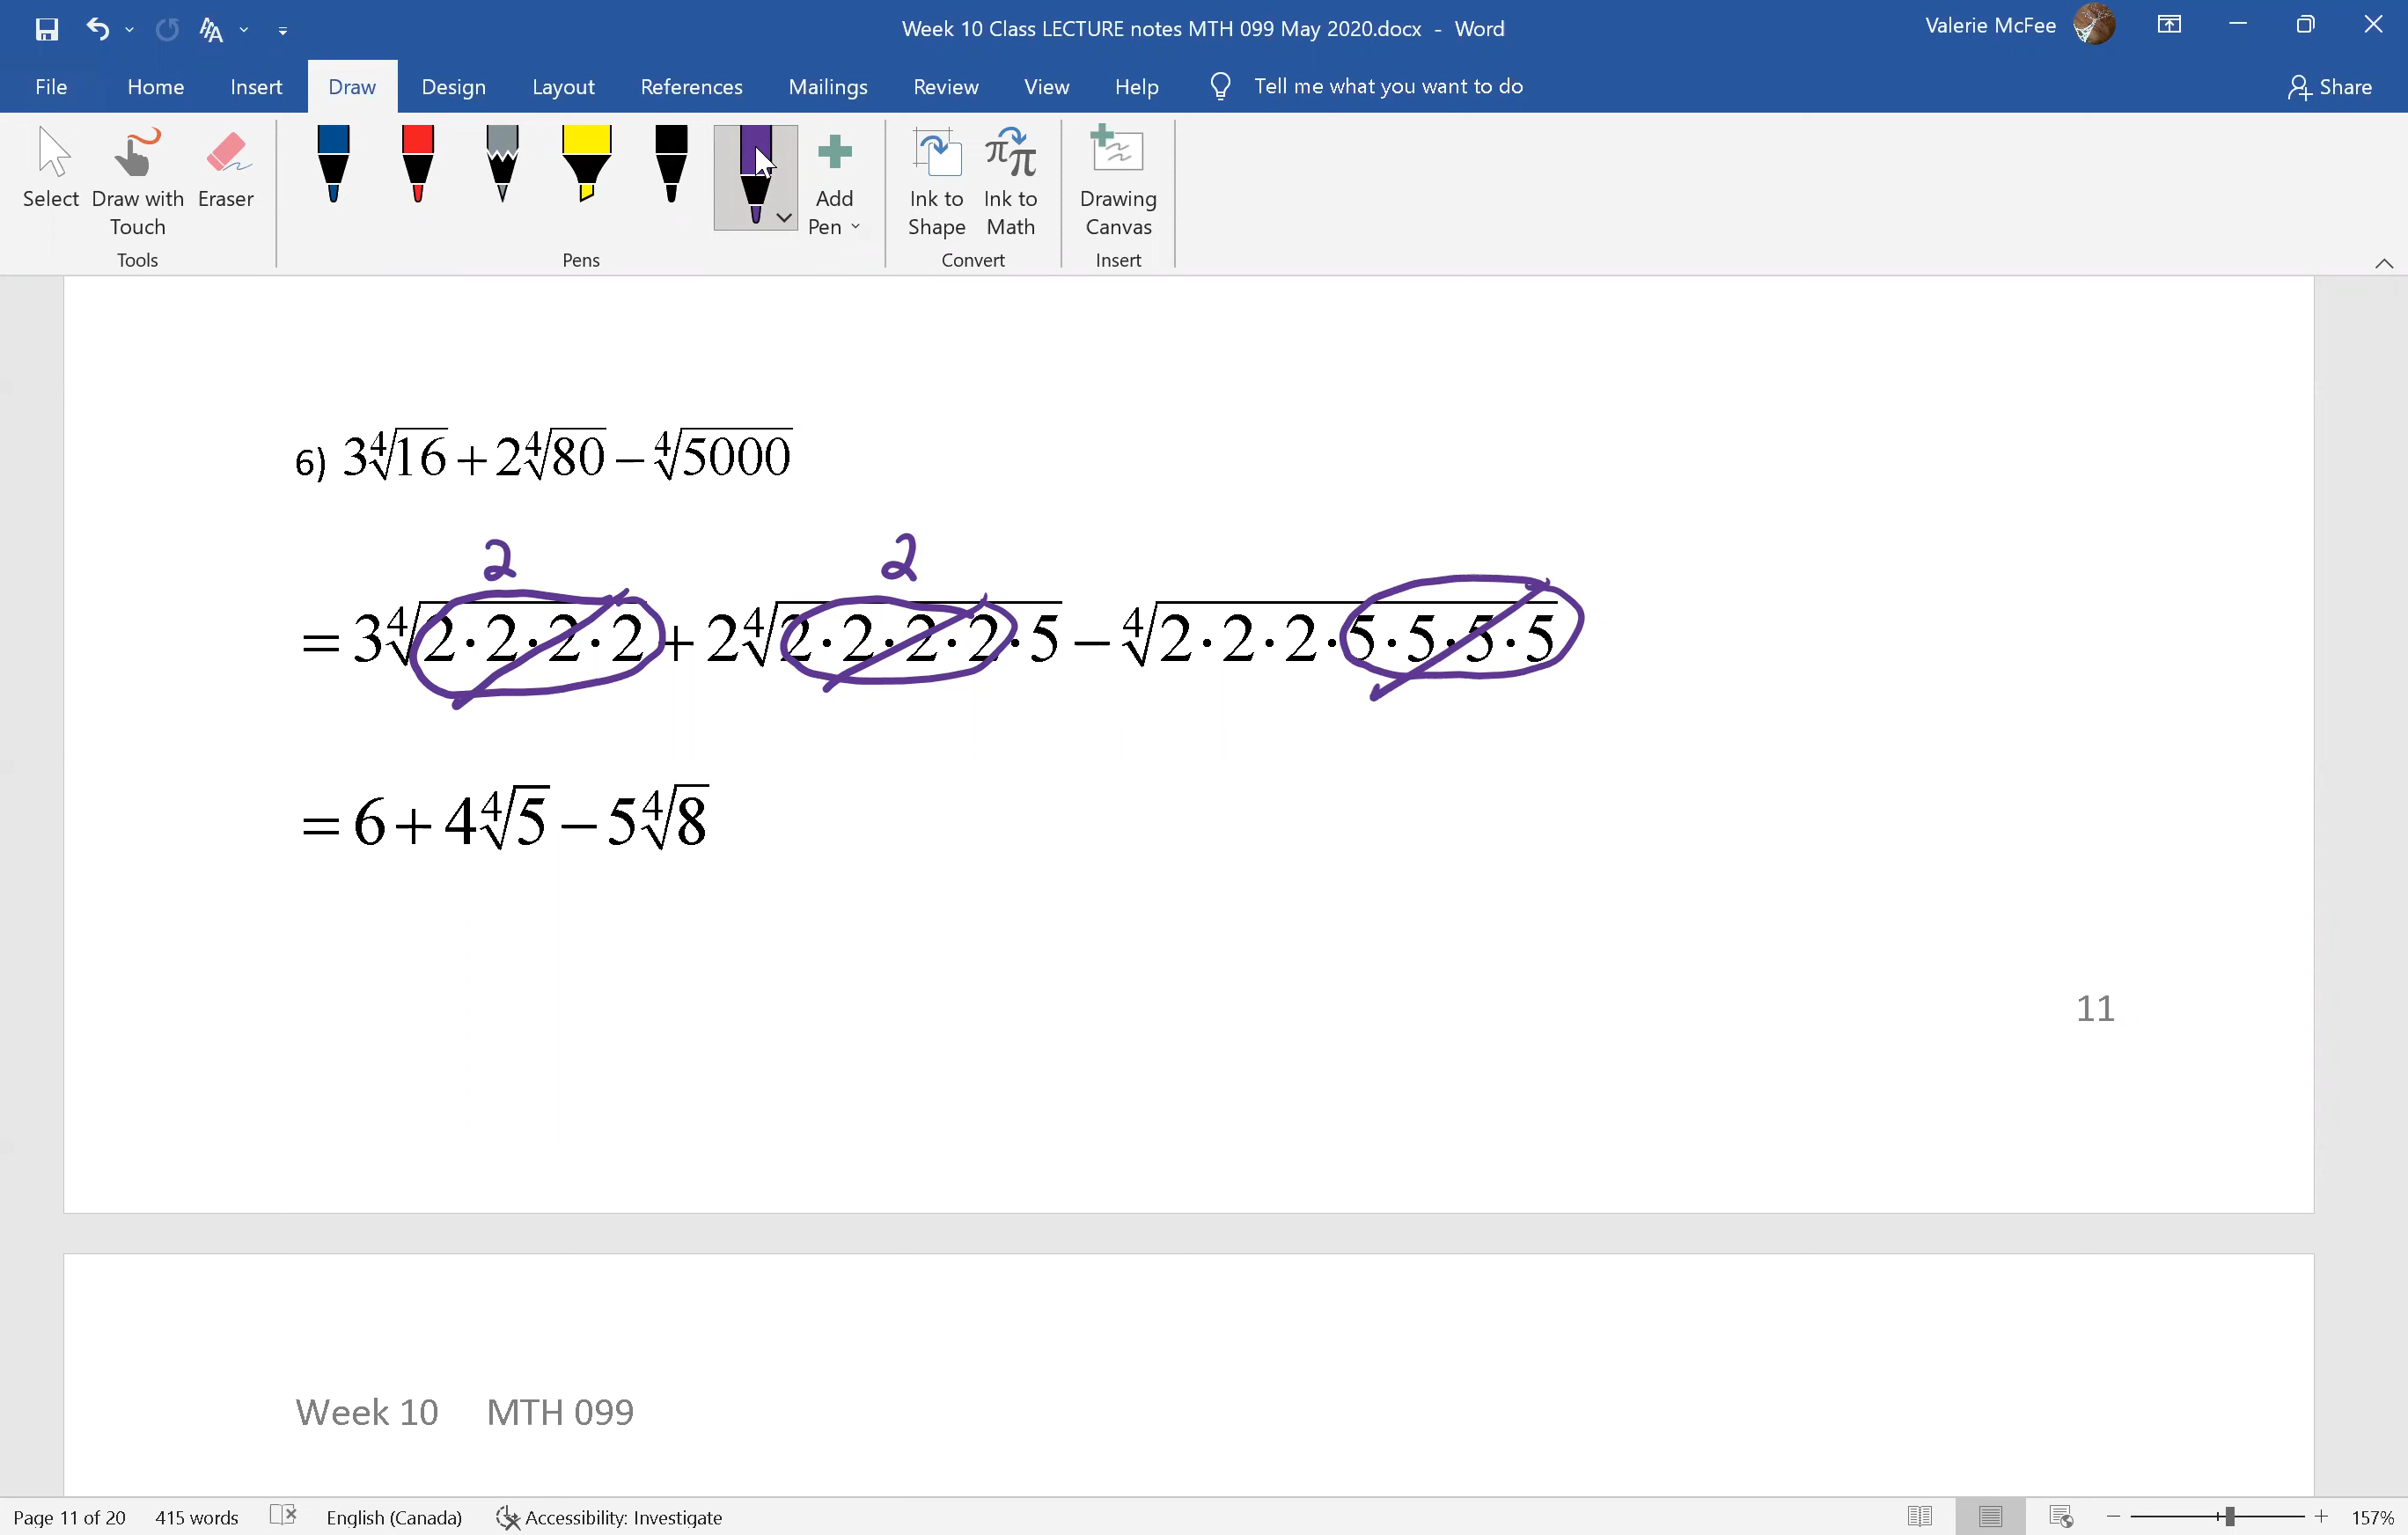 Week 10 Class LECTURE notes MTH 099 May 2020.docx - Word
Valerie McFee
File Home Insert Draw Design Layout References Mailings Review View Help Tell me what you want to do Share
Select Draw with Touch Eraser
Add Pen
Ink to Shape Ink to Math
Drawing Canvas
Tools Pens Convert Insert
6) 3∜16 + 2∜80 − ∜5000
2 2
= 3∜(2·2·2·2) + 2∜(2·2·2·2·5) − ∜(2·2·2·5·5·5·5)
= 6 + 4∜5 − 5∜8
11
Week 10 MTH 099
Page 11 of 20 415 words English (Canada) Accessibility: Investigate 157%